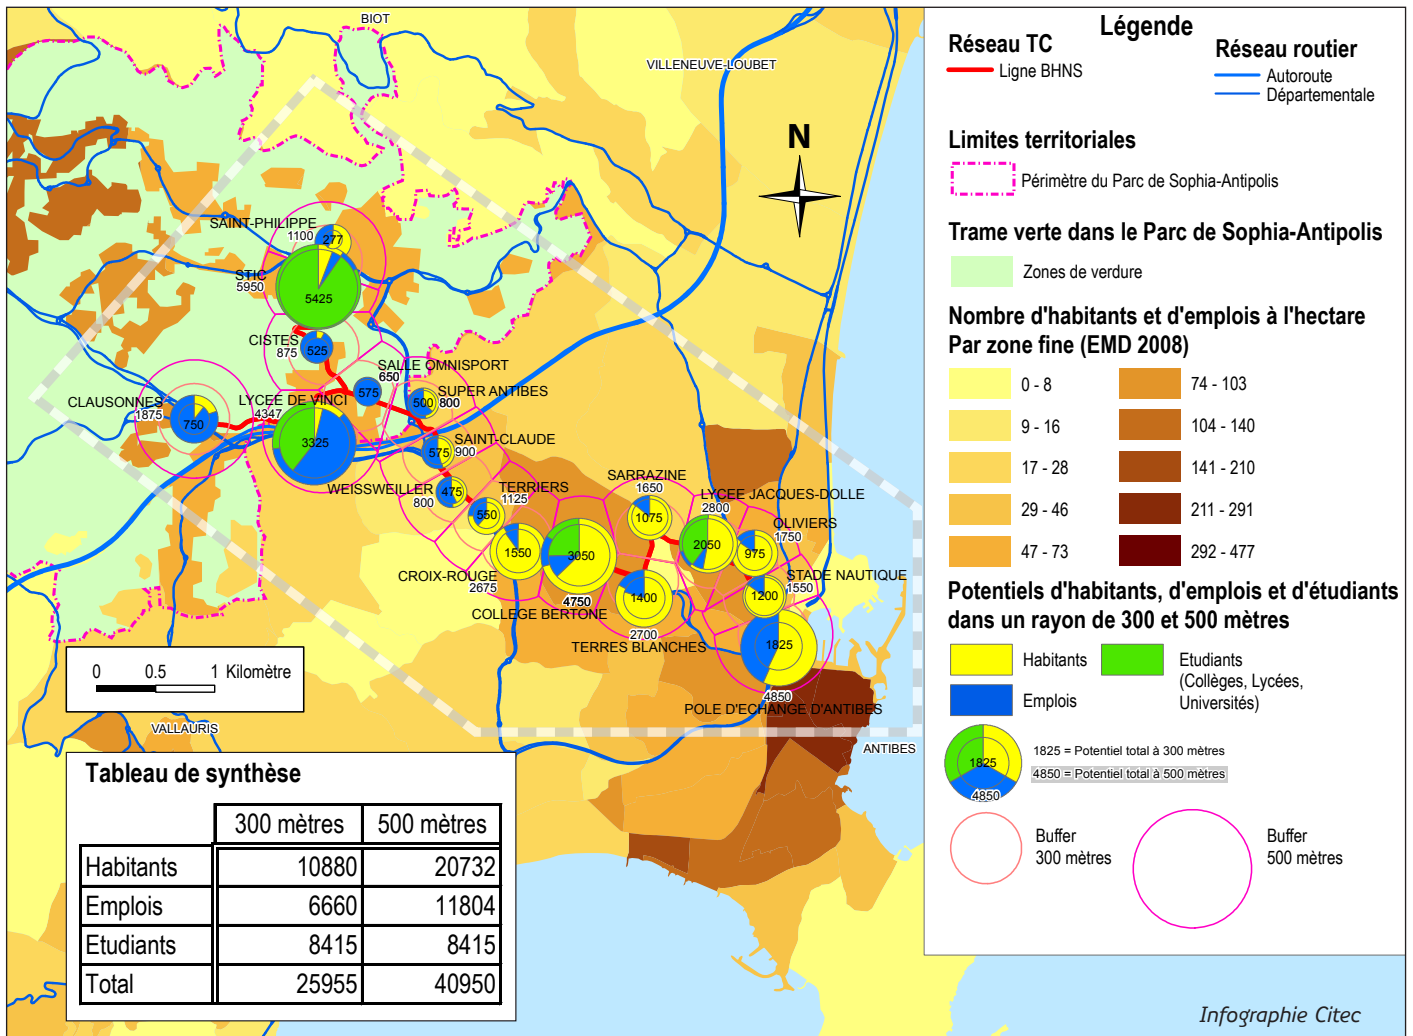 BIOT
VILLENEUVE-LOUBET
N
SAINT-PHILIPPE
1100
277
STIC
5950
5425
CISTES
875
525
SALLE OMNISPORT
650
575
CLAUSONNES
1875
750
LYCEE DE VINCI
4347
3325
SUPER ANTIBES
500
800
SAINT-CLAUDE
575
900
WEISSWEILLER
800
475
TERRIERS
1125
550
CROIX-ROUGE
2675
1550
COLLEGE BERTONE
4750
3050
SARRAZINE
1650
1075
TERRES BLANCHES
2700
1400
LYCEE JACQUES-DOLLE
2800
2050
OLIVIERS
1750
975
STADE NAUTIQUE
1550
1200
1825
4850
POLE D'ECHANGE D'ANTIBES
ANTIBES
VALLAURIS
0 0.5 1 Kilomètre
Tableau de synthèse
300 mètres 500 mètres
Habitants 10880 20732
Emplois 6660 11804
Etudiants 8415 8415
Total 25955 40950
Légende
Réseau TC
Ligne BHNS
Réseau routier
Autoroute
Départementale
Limites territoriales
Périmètre du Parc de Sophia-Antipolis
Trame verte dans le Parc de Sophia-Antipolis
Zones de verdure
Nombre d'habitants et d'emplois à l'hectare
Par zone fine (EMD 2008)
0 - 8
9 - 16
17 - 28
29 - 46
47 - 73
74 - 103
104 - 140
141 - 210
211 - 291
292 - 477
Potentiels d'habitants, d'emplois et d'étudiants
dans un rayon de 300 et 500 mètres
Habitants
Emplois
Etudiants
(Collèges, Lycées,
Universités)
1825
4850
1825 = Potentiel total à 300 mètres
4850 = Potentiel total à 500 mètres
Buffer
300 mètres
Buffer
500 mètres
Infographie Citec